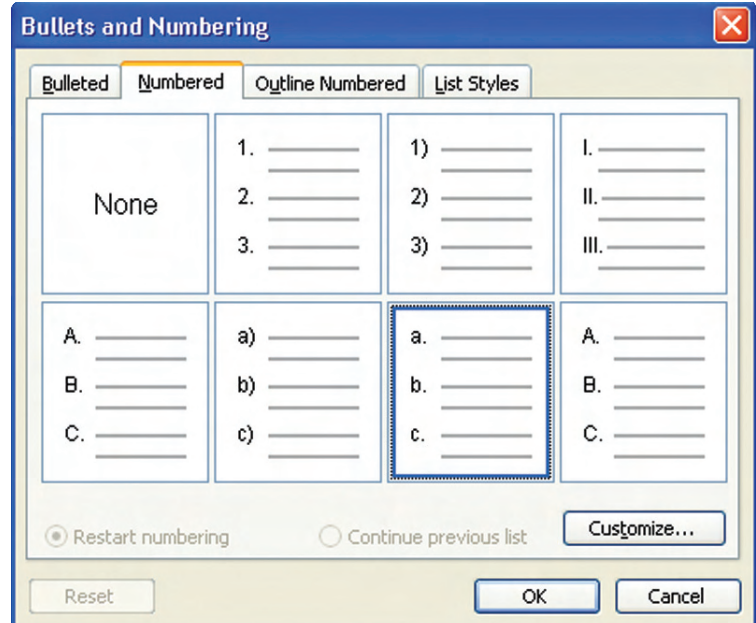 Bullets and Numbering
Bulleted Numbered Outline Numbered List Styles
None
1.
2.
3.
1)
2)
3)
I.
II.
III.
A.
B.
C.
a)
b)
c)
a.
b.
c.
A.
B.
C.
Restart numbering Continue previous list Customize...
Reset OK Cancel